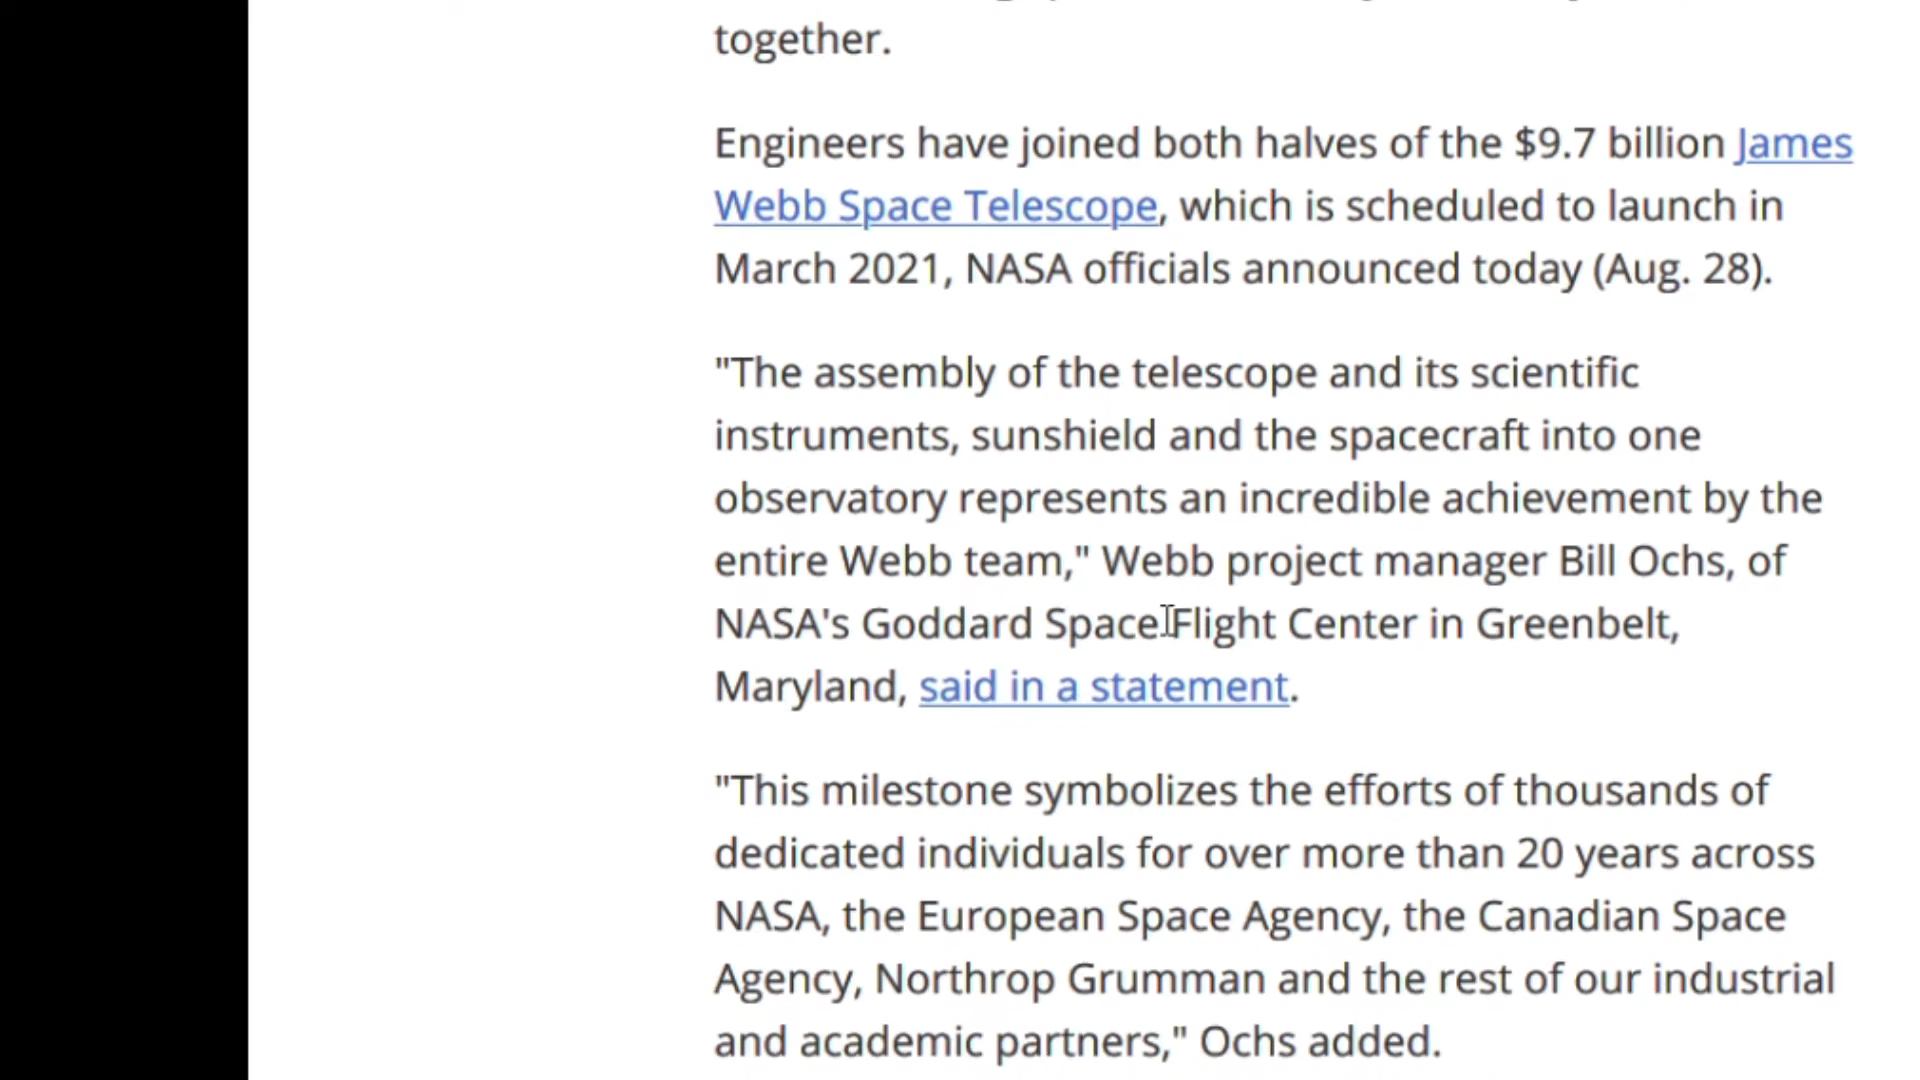 together.
Engineers have joined both halves of the $9.7 billion James
Webb Space Telescope, which is scheduled to launch in
March 2021, NASA officials announced today (Aug. 28).
"The assembly of the telescope and its scientific
instruments, sunshield and the spacecraft into one
observatory represents an incredible achievement by the
entire Webb team," Webb project manager Bill Ochs, of
NASA's Goddard Space Flight Center in Greenbelt,
Maryland, said in a statement.
"This milestone symbolizes the efforts of thousands of
dedicated individuals for over more than 20 years across
NASA, the European Space Agency, the Canadian Space
Agency, Northrop Grumman and the rest of our industrial
and academic partners," Ochs added.